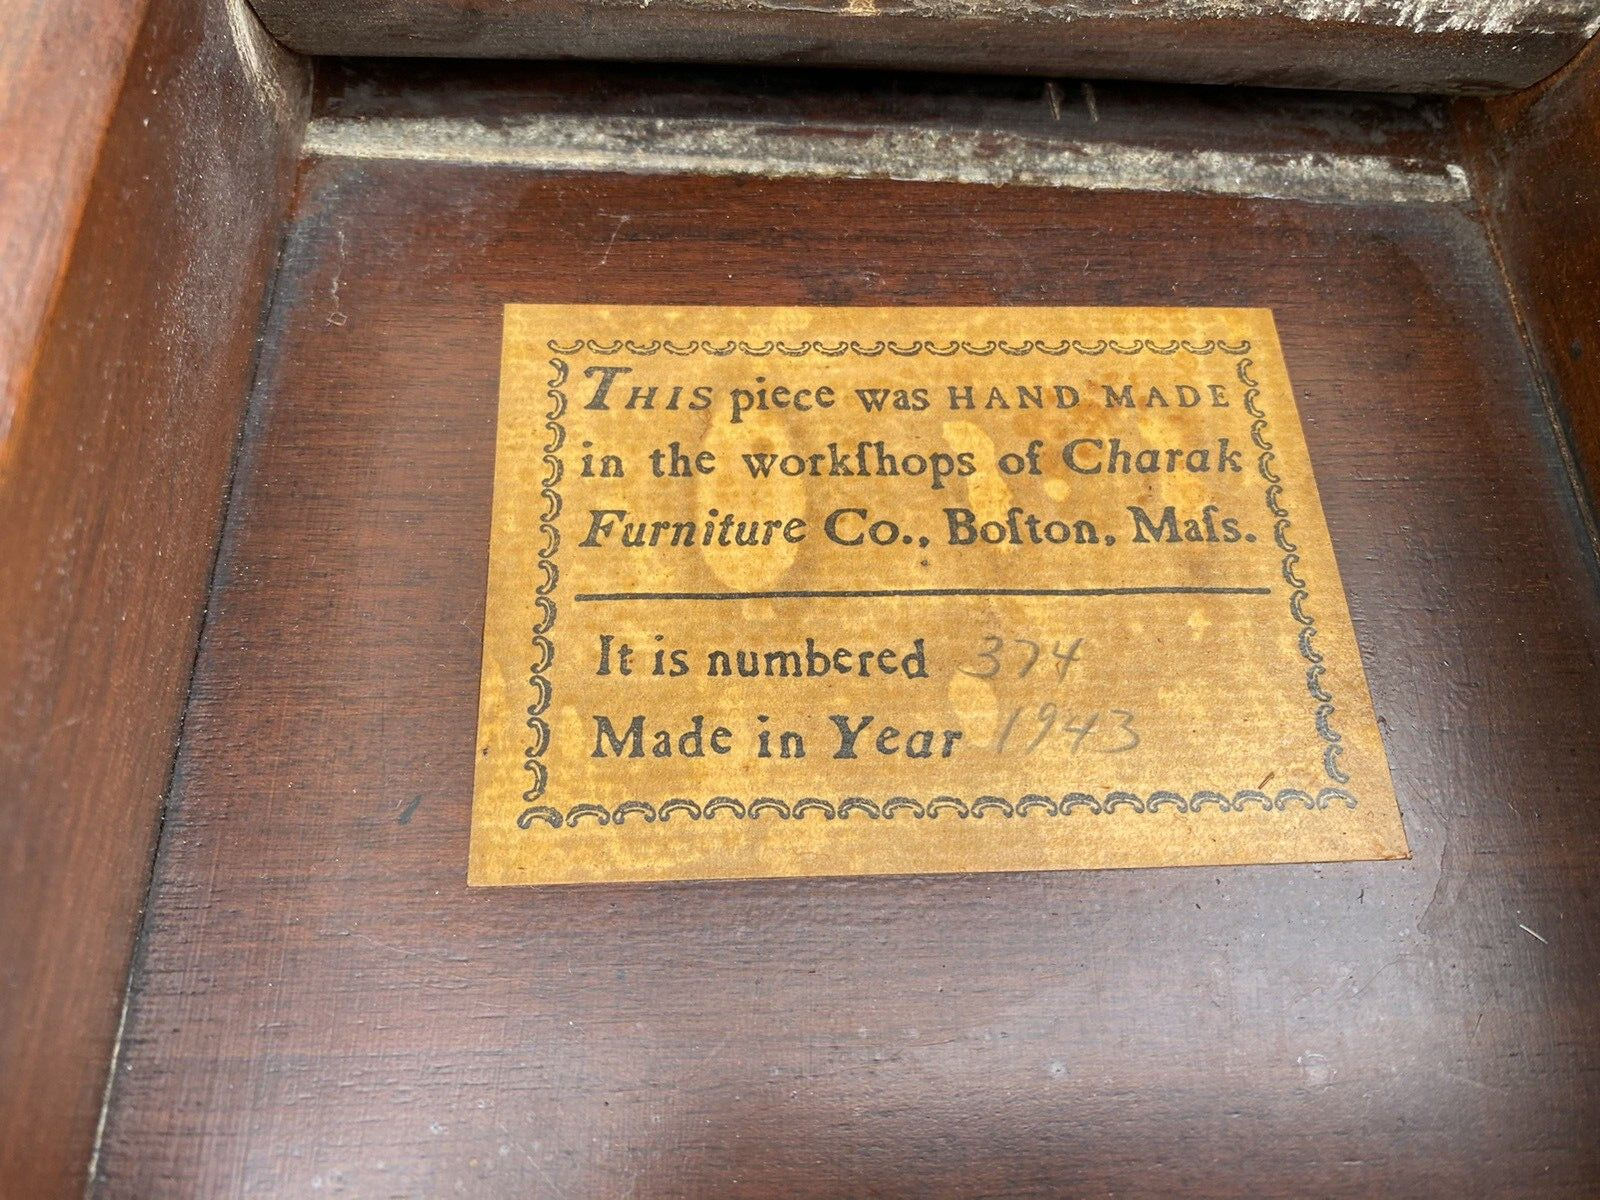 THIS piece was HAND MADE
in the workſhops of Charak
Furniture Co., Boſton, Maſs.
It is numbered 374
Made in Year 1943